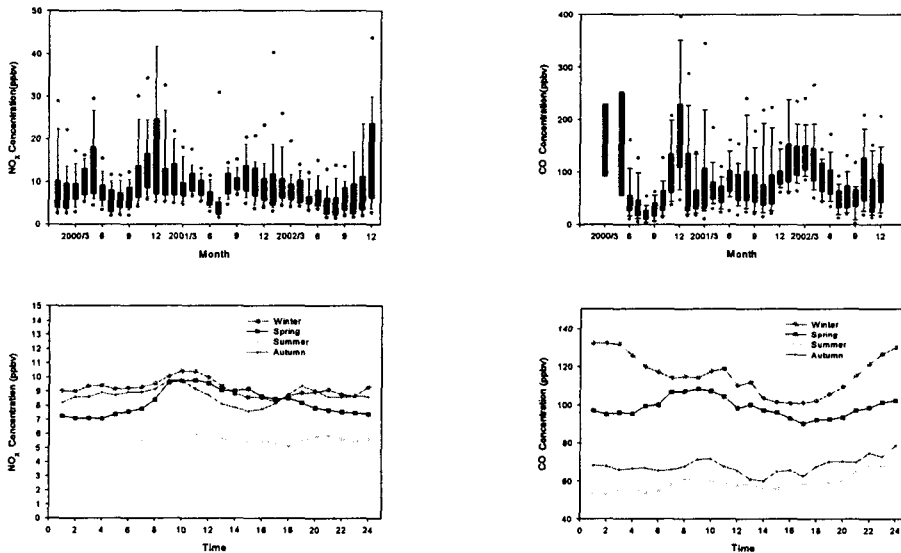 50
40
30
20
10
0
NOx Concentration(ppbv)
2000/3 6 9 12 2001/3 6 9 12 2002/3 6 9 12
Month
400
300
200
100
0
CO Concentration(ppbv)
2000/3 6 9 12 2001/3 6 9 12 2002/3 6 9 12
Month
15
14
13
12
11
10
9
8
7
6
5
4
3
2
1
0
NOx Concentration (ppbv)
Winter
Spring
Summer
Autumn
0 2 4 6 8 10 12 14 16 18 20 22 24
Time
140
120
100
80
60
40
CO Concentration (ppbv)
Winter
Spring
Summer
Autumn
0 2 4 6 8 10 12 14 16 18 20 22 24
Time